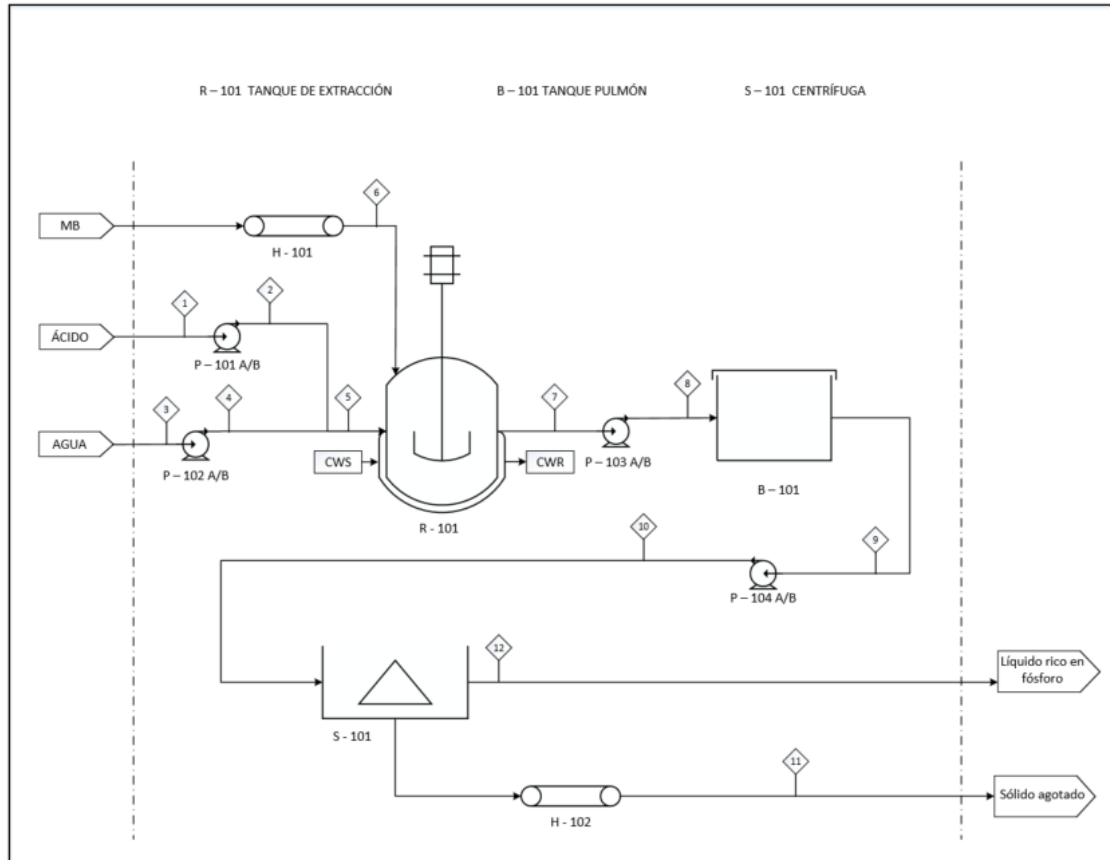 R – 101 TANQUE DE EXTRACCIÓN
B – 101 TANQUE PULMÓN
S – 101 CENTRÍFUGA
6
MB
H - 101
2
1
ÁCIDO
P – 101 A/B
3
4
5
7
8
AGUA
P – 102 A/B
CWS
CWR
P – 103 A/B
B – 101
R - 101
10
9
P – 104 A/B
12
Líquido rico en
fósforo
S - 101
11
Sólido agotado
H - 102